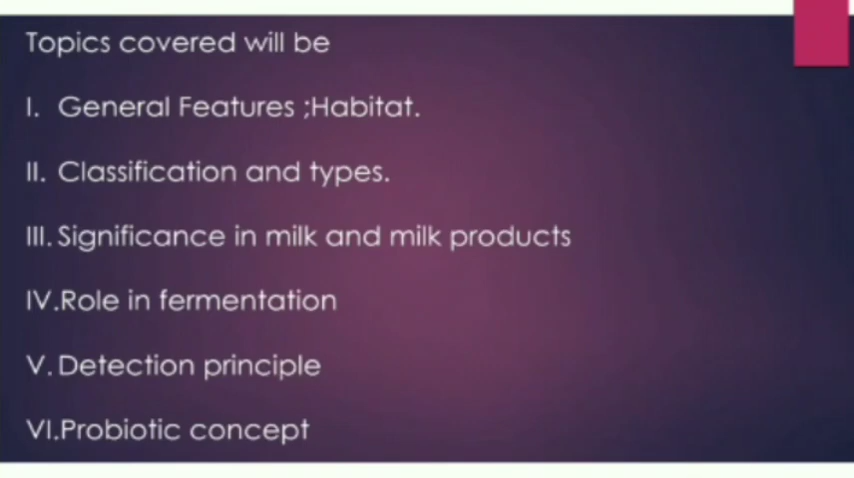 Topics covered will be
I. General Features ;Habitat.
II. Classification and types.
III. Significance in milk and milk products
IV.Role in fermentation
V. Detection principle
VI.Probiotic concept